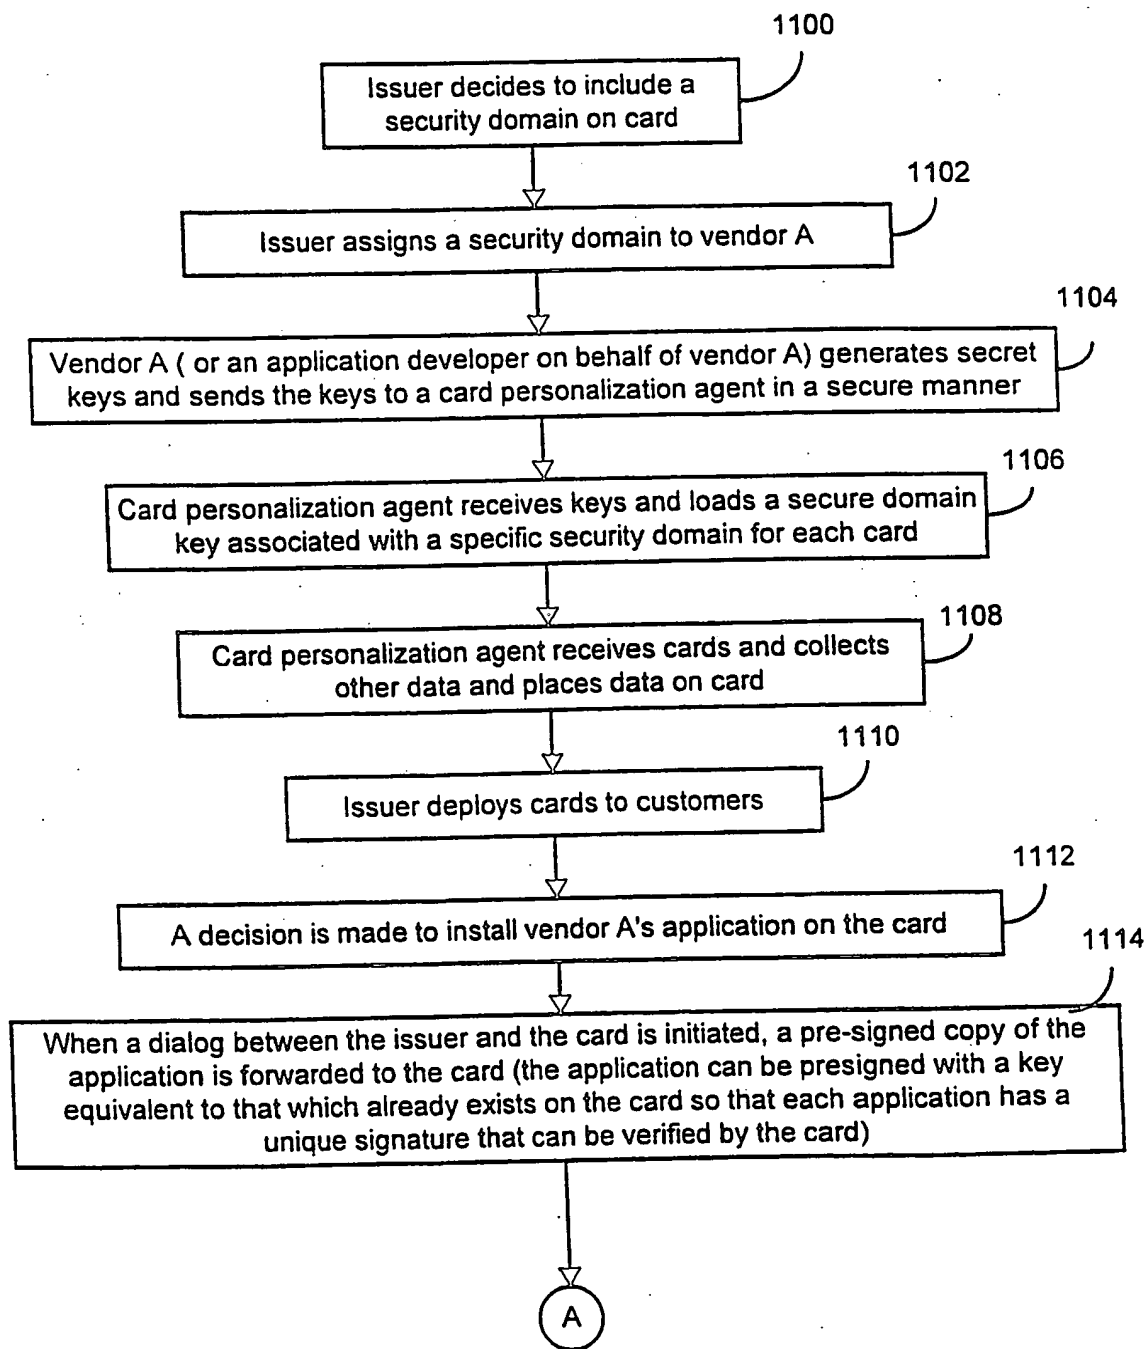 1100
Issuer decides to include a
security domain on card
1102
Issuer assigns a security domain to vendor A
1104
Vendor A ( or an application developer on behalf of vendor A) generates secret
keys and sends the keys to a card personalization agent in a secure manner
1106
Card personalization agent receives keys and loads a secure domain
key associated with a specific security domain for each card
1108
Card personalization agent receives cards and collects
other data and places data on card
1110
Issuer deploys cards to customers
1112
A decision is made to install vendor A's application on the card
1114
When a dialog between the issuer and the card is initiated, a pre-signed copy of the
application is forwarded to the card (the application can be presigned with a key
equivalent to that which already exists on the card so that each application has a
unique signature that can be verified by the card)
A